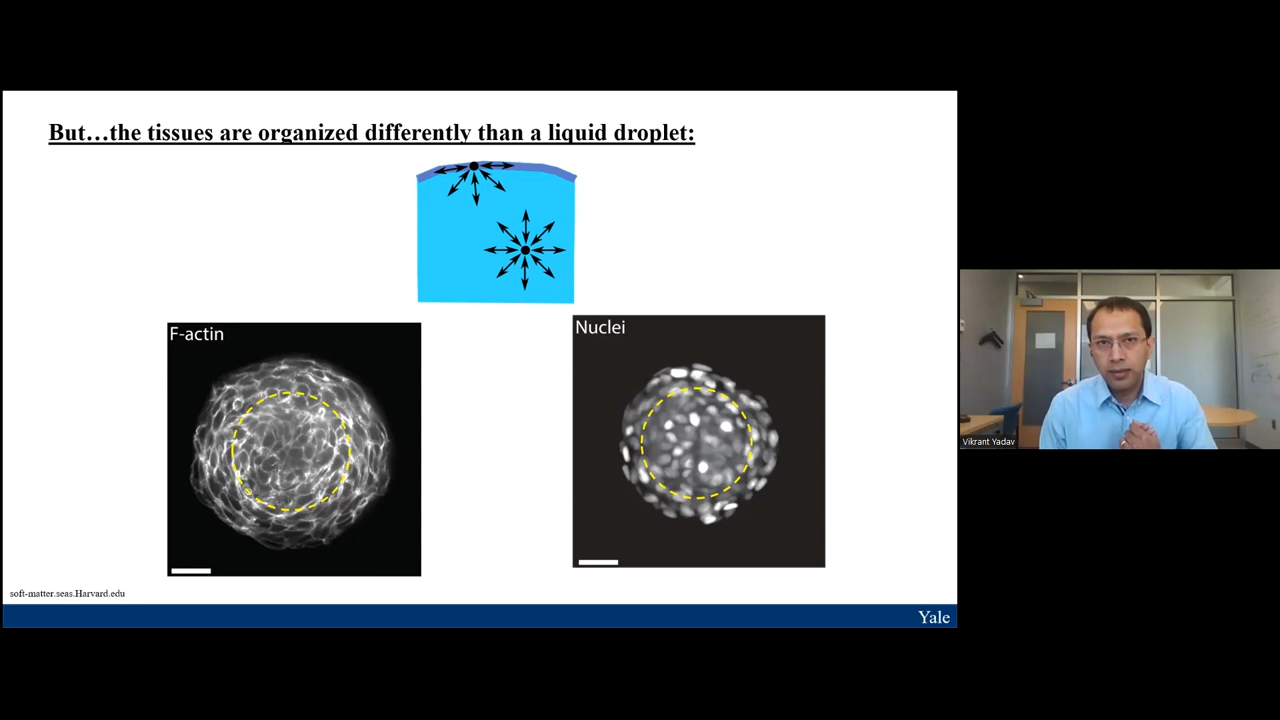 But…the tissues are organized differently than a liquid droplet:
F-actin
Nuclei
Vikrant Yadav
soft-matter.seas.Harvard.edu
Yale